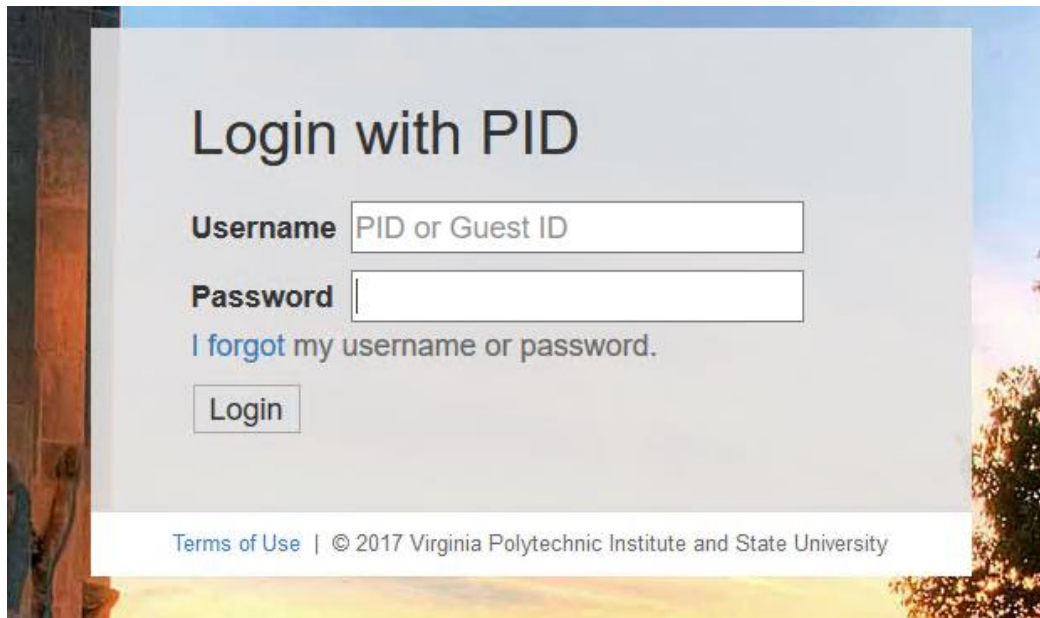 Login with PID
Username PID or Guest ID
Password
I forgot my username or password.
Login
Terms of Use | © 2017 Virginia Polytechnic Institute and State University